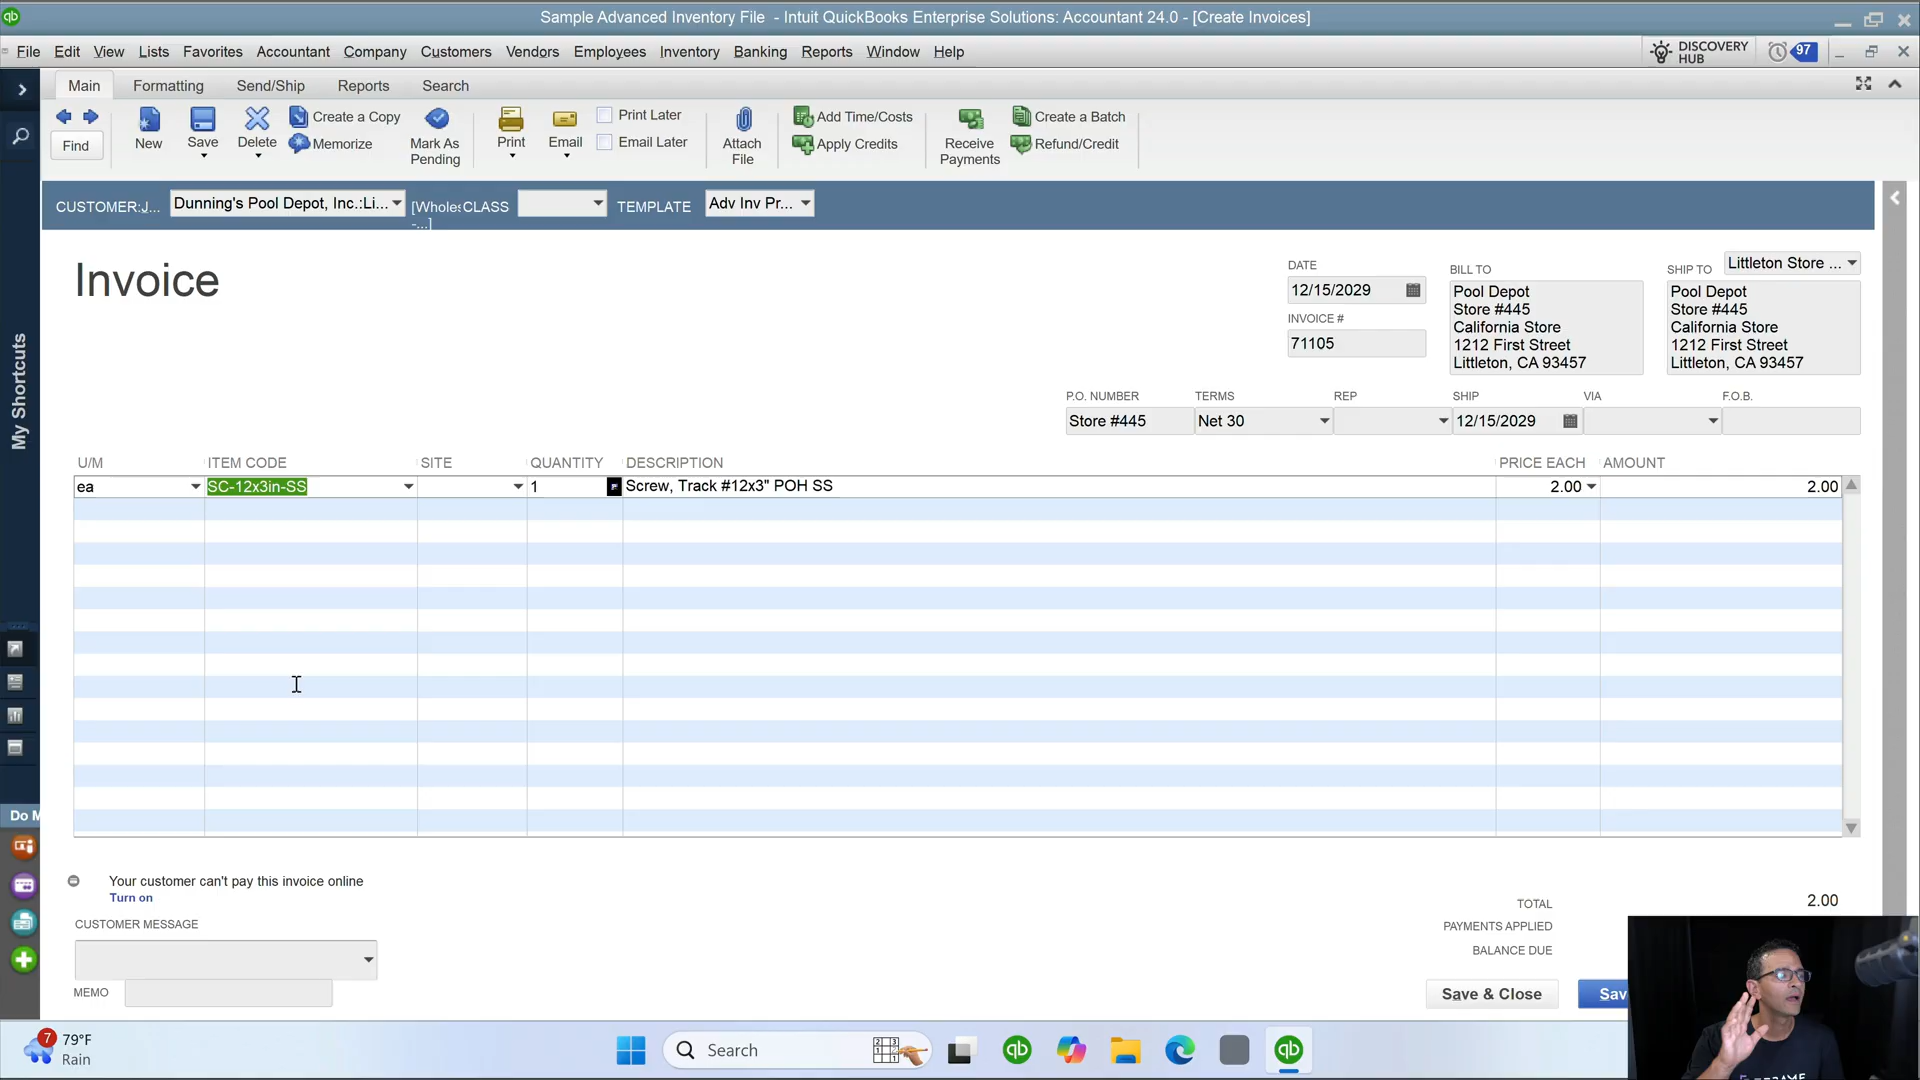 qb
Sample Advanced Inventory File - Intuit QuickBooks Enterprise Solutions: Accountant 24.0 - [Create Invoices]
File Edit View Lists Favorites Accountant Company Customers Vendors Employees Inventory Banking Reports Window Help
DISCOVERY HUB
97
Main Formatting Send/Ship Reports Search
Find
New
Save
Delete
Create a Copy
Memorize
Mark As Pending
Print
Email
Print Later
Email Later
Attach File
Add Time/Costs
Apply Credits
Receive Payments
Create a Batch
Refund/Credit
My Shortcuts
Do M
CUSTOMER:J... Dunning's Pool Depot, Inc.:Li... [Wholes -...] CLASS TEMPLATE Adv Inv Pr...
Invoice
DATE
12/15/2029
INVOICE #
71105
BILL TO
Pool Depot
Store #445
California Store
1212 First Street
Littleton, CA 93457
SHIP TO Littleton Store ...
Pool Depot
Store #445
California Store
1212 First Street
Littleton, CA 93457
P.O. NUMBER TERMS REP SHIP VIA F.O.B.
Store #445 Net 30 12/15/2029
U/M ITEM CODE SITE QUANTITY DESCRIPTION PRICE EACH AMOUNT
ea SC-12x3in-SS 1 Screw, Track #12x3" POH SS 2.00 2.00
Your customer can't pay this invoice online
Turn on
CUSTOMER MESSAGE
MEMO
TOTAL 2.00
PAYMENTS APPLIED
BALANCE DUE
Save & Close
Sav
7
79°F
Rain
Search
qb
qb